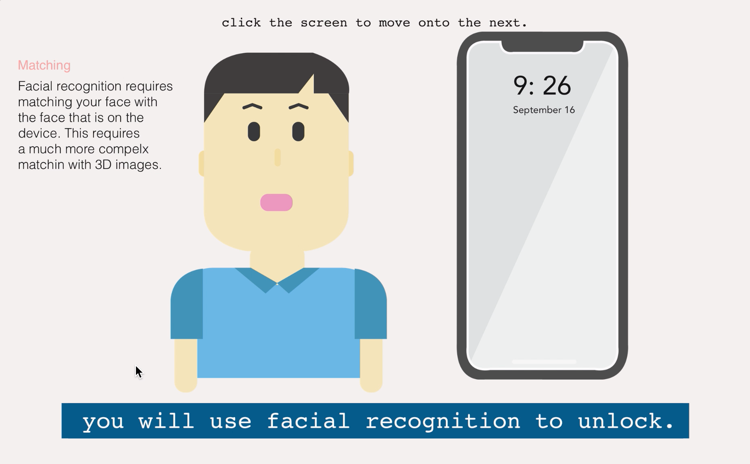 click the screen to move onto the next.
Matching
Facial recognition requires
matching your face with
the face that is on the
device. This requires
a much more compelx
matchin with 3D images.
9: 26
September 16
you will use facial recognition to unlock.